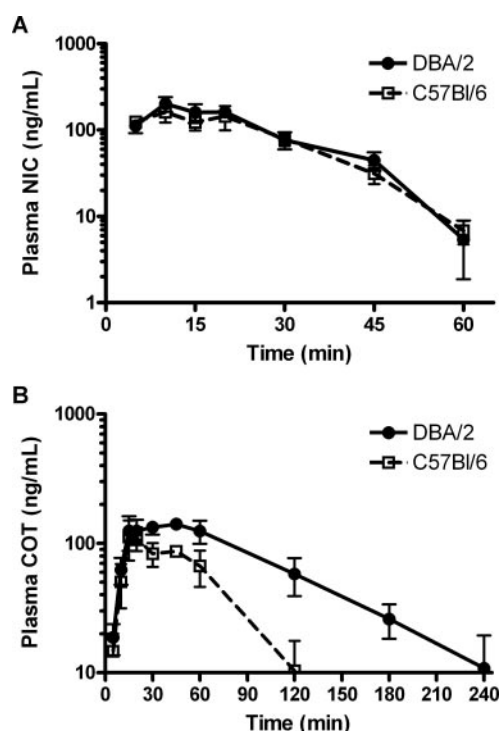 A
Plasma NIC (ng/mL)
1000
100
10
1
DBA/2
C57Bl/6
0 15 30 45 60
Time (min)
B
Plasma COT (ng/mL)
1000
100
10
DBA/2
C57Bl/6
0 30 60 90 120 150 180 210 240
Time (min)